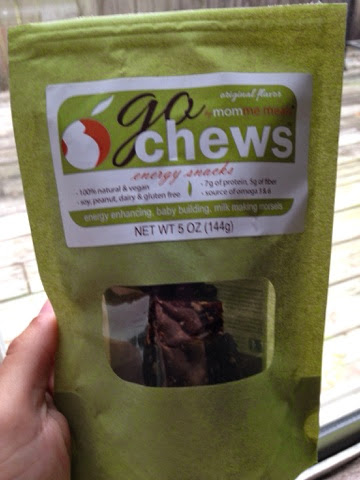 original flavor
by momme meals
go
chews
energy snacks
- 100% natural & vegan
- soy, peanut, dairy & gluten free
- 7g of protein, 5g of fiber
- source of omega 3 & 6
energy enhancing, baby building, milk making morsels
NET WT 5 OZ (144g)